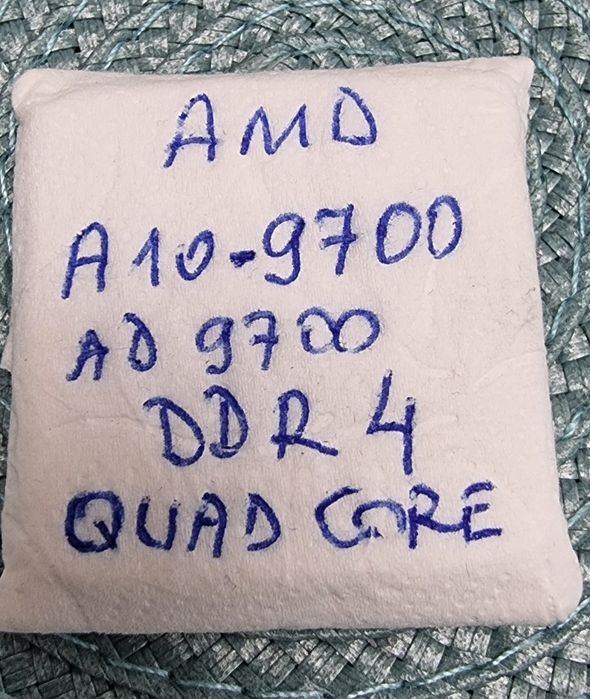 AMD
A10-9700
AD 9700
DDR 4
QUAD CORE